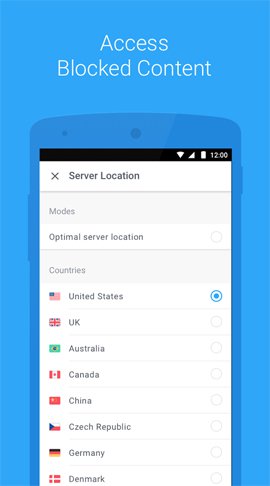 Access
Blocked Content
12:00
Server Location
Modes
Optimal server location
Countries
United States
UK
Australia
Canada
China
Czech Republic
Germany
Denmark